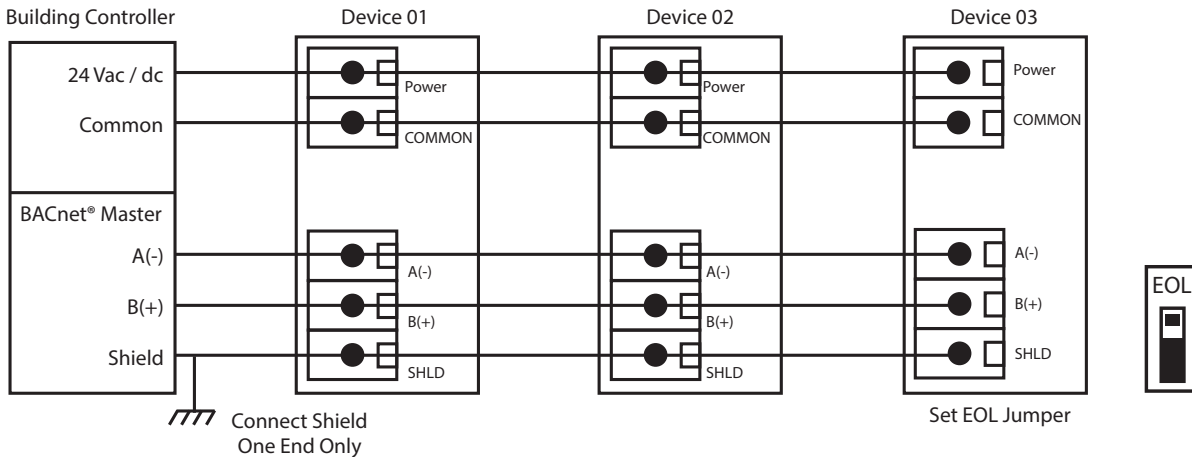 Building Controller
Device 01
Device 02
Device 03
24 Vac / dc
Power
Power
Power
Common
COMMON
COMMON
COMMON
BACnet® Master
A(-)
A(-)
A(-)
A(-)
B(+)
B(+)
B(+)
B(+)
Shield
SHLD
SHLD
SHLD
EOL
Connect Shield
One End Only
Set EOL Jumper